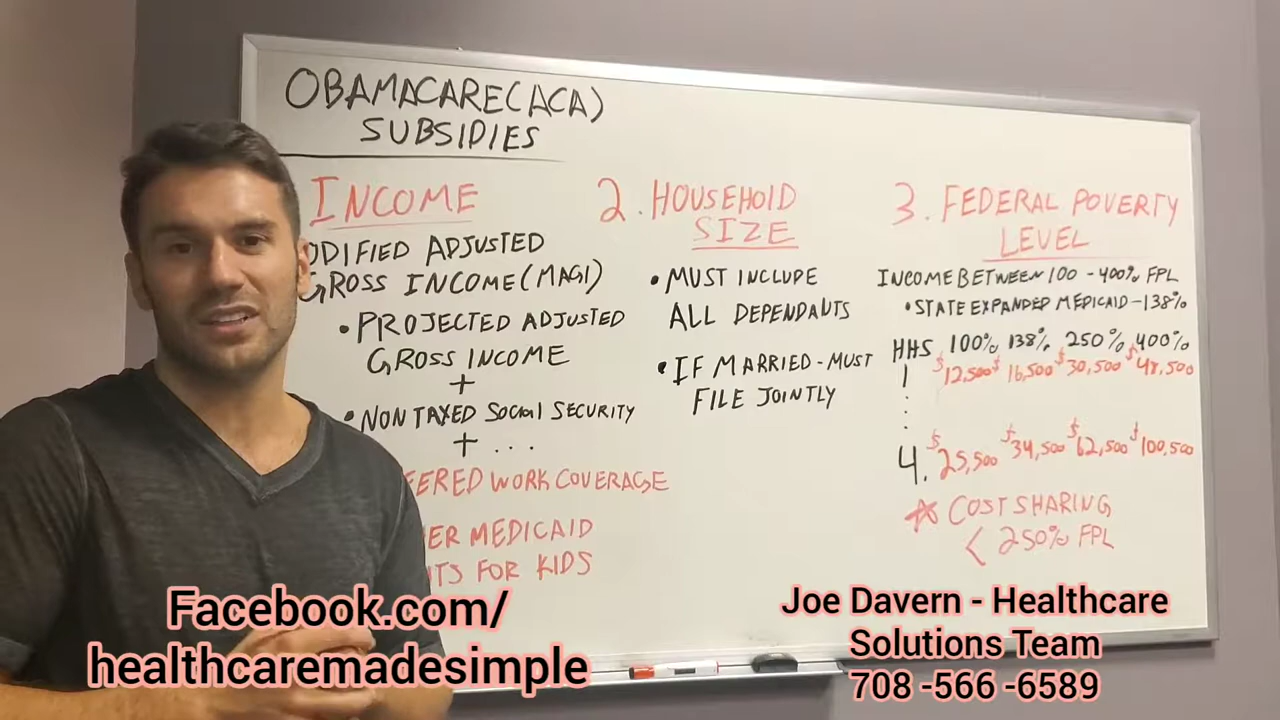 OBAMACARE(ACA)
SUBSIDIES
INCOME
ODIFIED ADJUSTED
GROSS INCOME(MAGI)
• PROJECTED ADJUSTED
GROSS INCOME
+
• NON TAXED Social SECURITY
+ ...
FERED WORK COVERAGE
ER MEDICAID
TS FOR KIDS
2. HOUSEHOLD
SIZE
• MUST INCLUDE
ALL DEPENDANTS
• IF MARRIED - MUST
FILE JOINTLY
3. FEDERAL POVERTY
LEVEL
INCOME BETWEEN 100 - 400% FPL
• STATE EXPANDED MEDICAID - 138%
HHS 100% 138% 250% 400%
1 $12,500 $16,500 $30,500 $48,500
4. $25,500 $34,500 $62,500 $100,500
☆ COST SHARING
< 250% FPL
Facebook.com/
healthcaremadesimple
Joe Davern - Healthcare
Solutions Team
708 -566 -6589